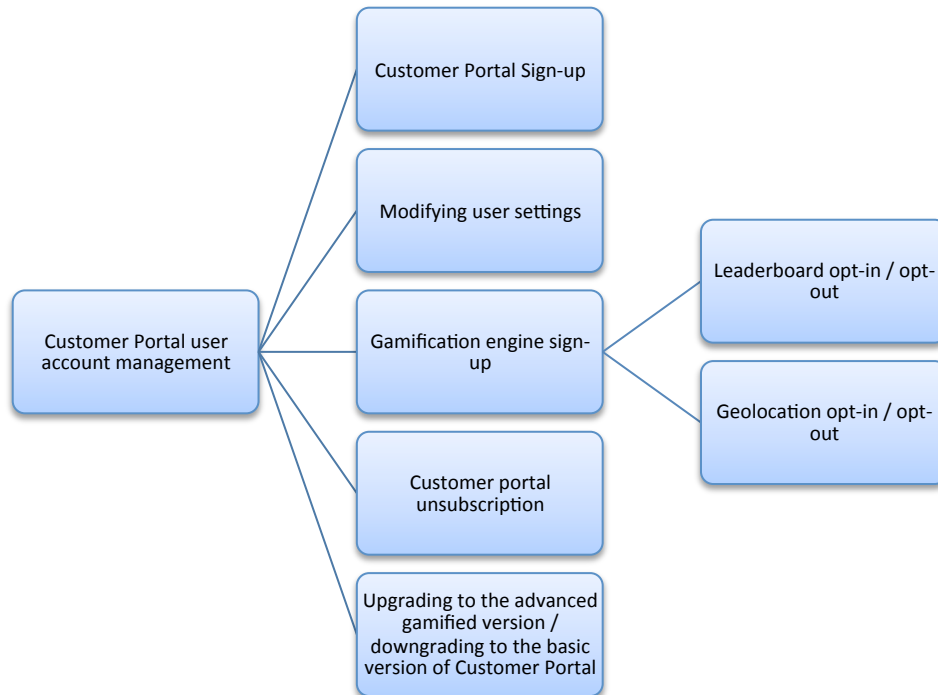 Customer Portal Sign-up
Modifying user settings
Customer Portal user
account management
Gamification engine sign-
up
Leaderboard opt-in / opt-
out
Geolocation opt-in / opt-
out
Customer portal
unsubscription
Upgrading to the advanced
gamified version /
downgrading to the basic
version of Customer Portal